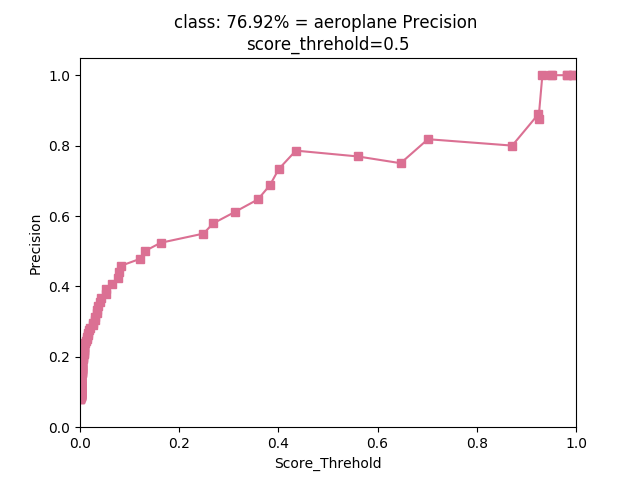 class: 76.92% = aeroplane Precision
score_threhold=0.5
1.0
0.8
0.6
0.4
0.2
0.0
Precision
0.0 0.2 0.4 0.6 0.8 1.0
Score_Threhold